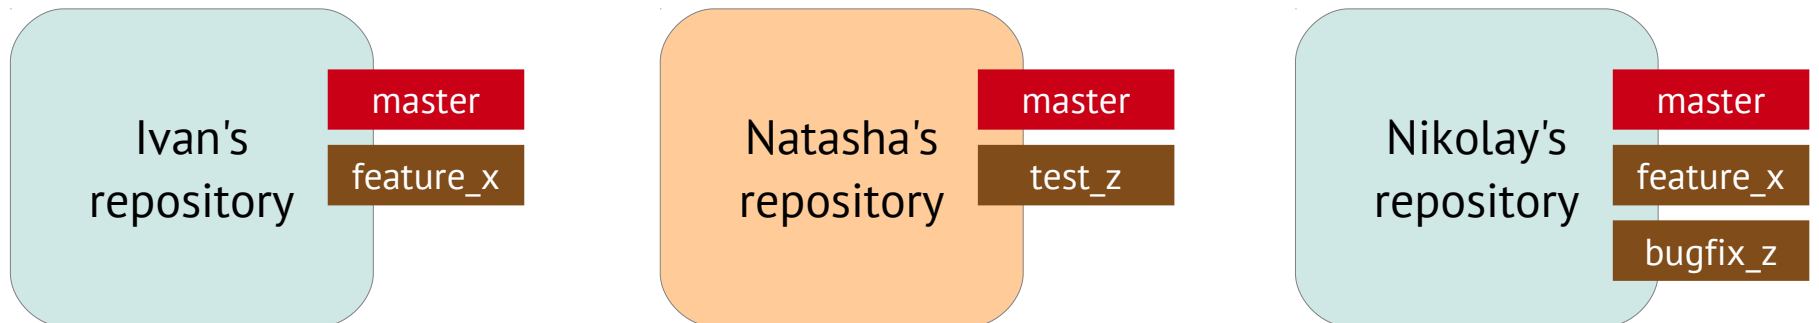 Ivan's
repository
master
feature_x
Natasha's
repository
master
test_z
Nikolay's
repository
master
feature_x
bugfix_z